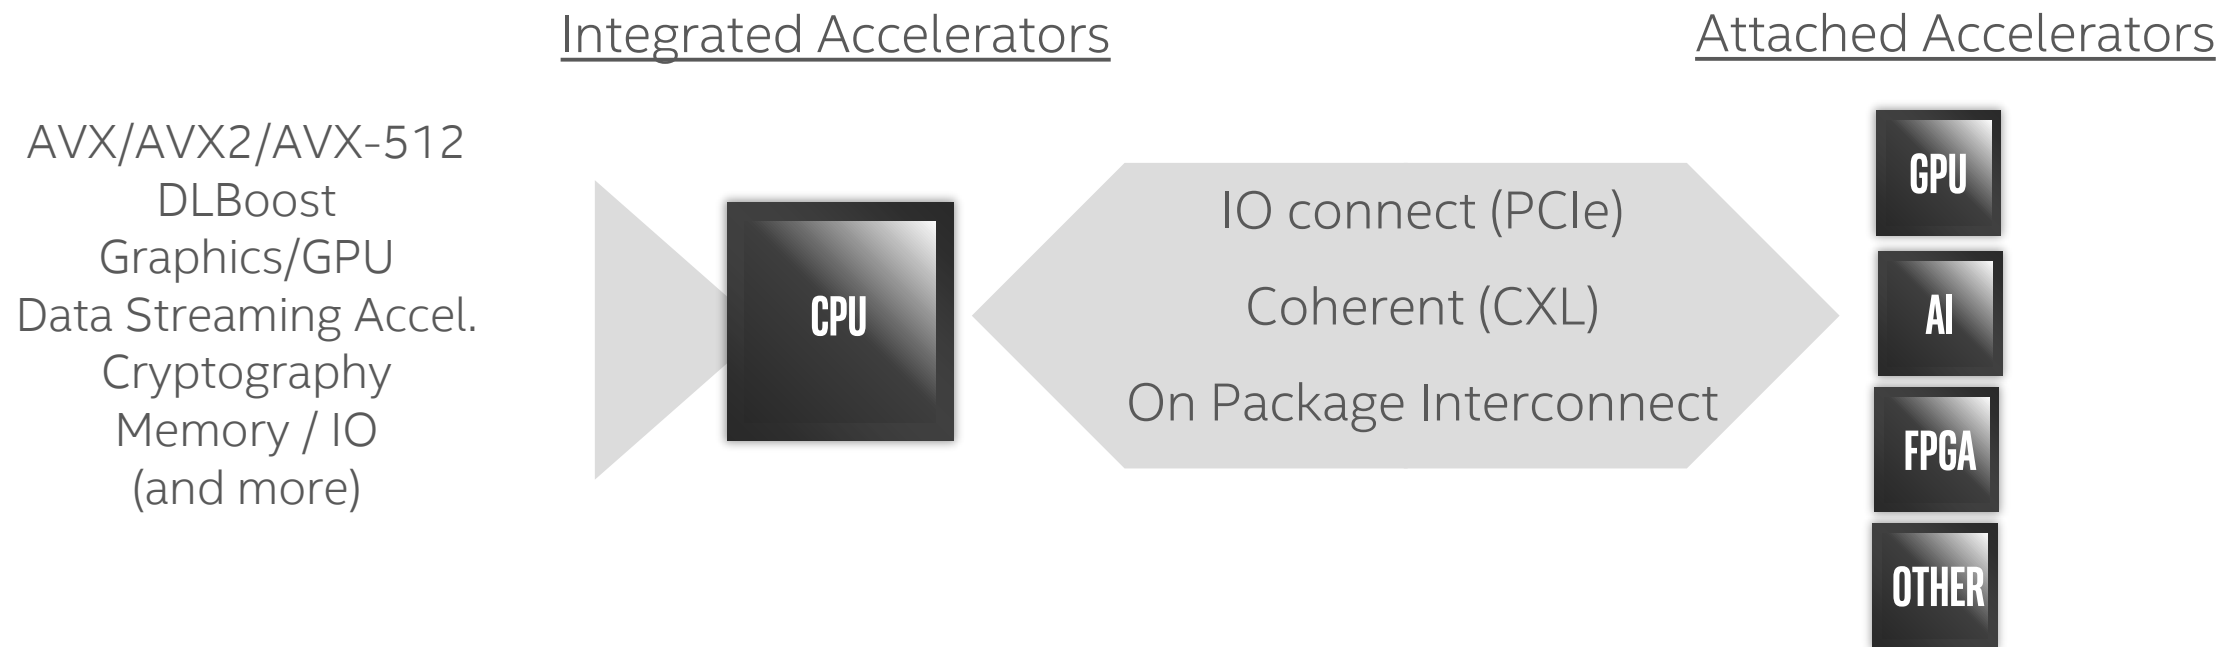 Integrated Accelerators
Attached Accelerators
AVX/AVX2/AVX-512
DLBoost
Graphics/GPU
Data Streaming Accel.
Cryptography
Memory / IO
(and more)
CPU
IO connect (PCIe)
Coherent (CXL)
On Package Interconnect
GPU
AI
FPGA
OTHER